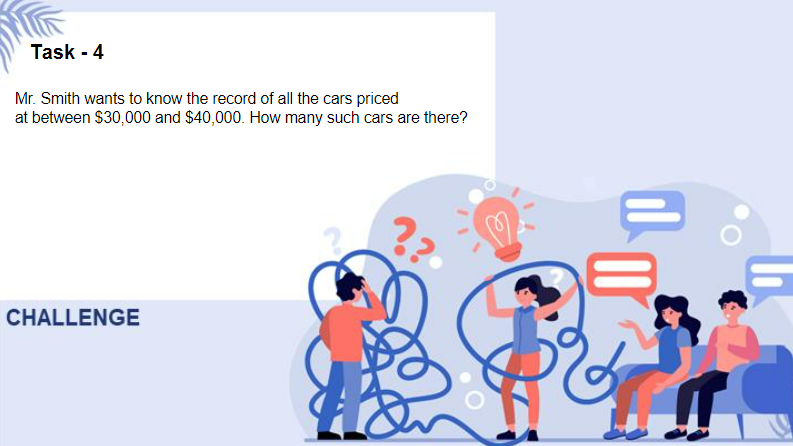 Task - 4
Mr. Smith wants to know the record of all the cars priced
at between $30,000 and $40,000. How many such cars are there?
? ? ?
?
CHALLENGE